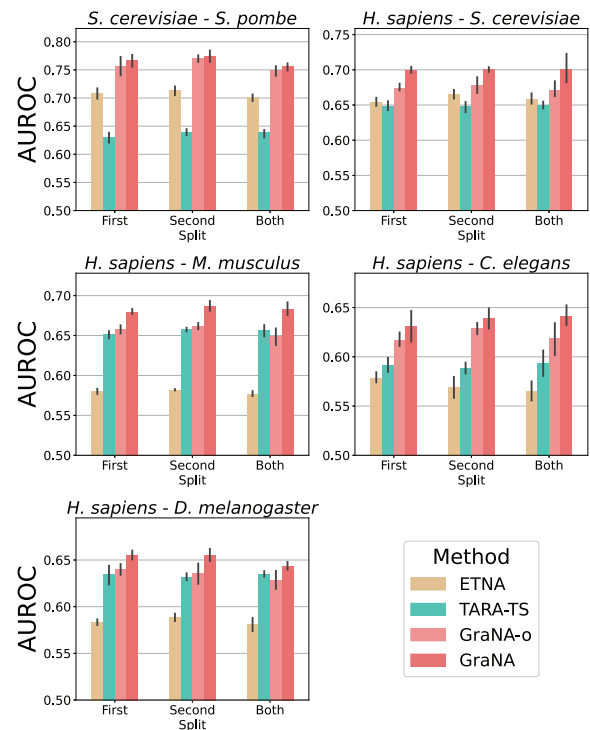 S. cerevisiae - S. pombe
H. sapiens - S. cerevisiae
AUROC
0.80
0.75
0.70
0.65
0.60
0.55
0.50
First
Second
Both
Split
0.75
0.70
0.65
0.60
0.55
0.50
First
Second
Both
Split
H. sapiens - M. musculus
H. sapiens - C. elegans
AUROC
0.70
0.65
0.60
0.55
0.50
First
Second
Both
Split
0.65
0.60
0.55
0.50
First
Second
Both
Split
H. sapiens - D. melanogaster
AUROC
0.65
0.60
0.55
0.50
First
Second
Both
Split
Method
ETNA
TARA-TS
GraNA-o
GraNA